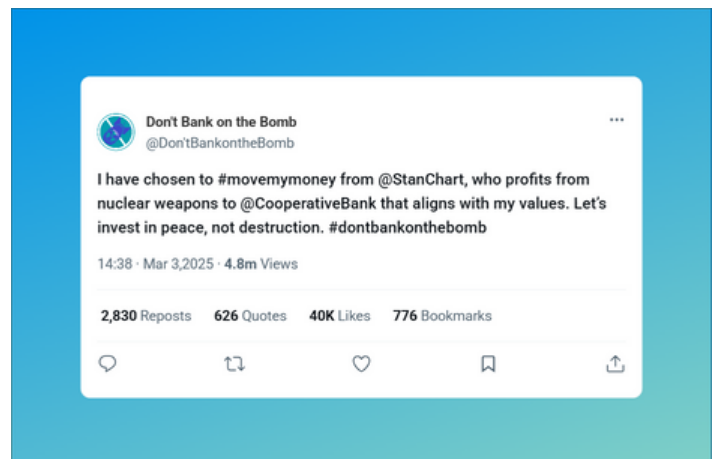 Don't Bank on the Bomb
@Don'tBankontheBomb
I have chosen to #movemymoney from @StanChart, who profits from
nuclear weapons to @CooperativeBank that aligns with my values. Let's
invest in peace, not destruction. #dontbankonthebomb
14:38 · Mar 3,2025 · 4.8m Views
2,830 Reposts 626 Quotes 40K Likes 776 Bookmarks